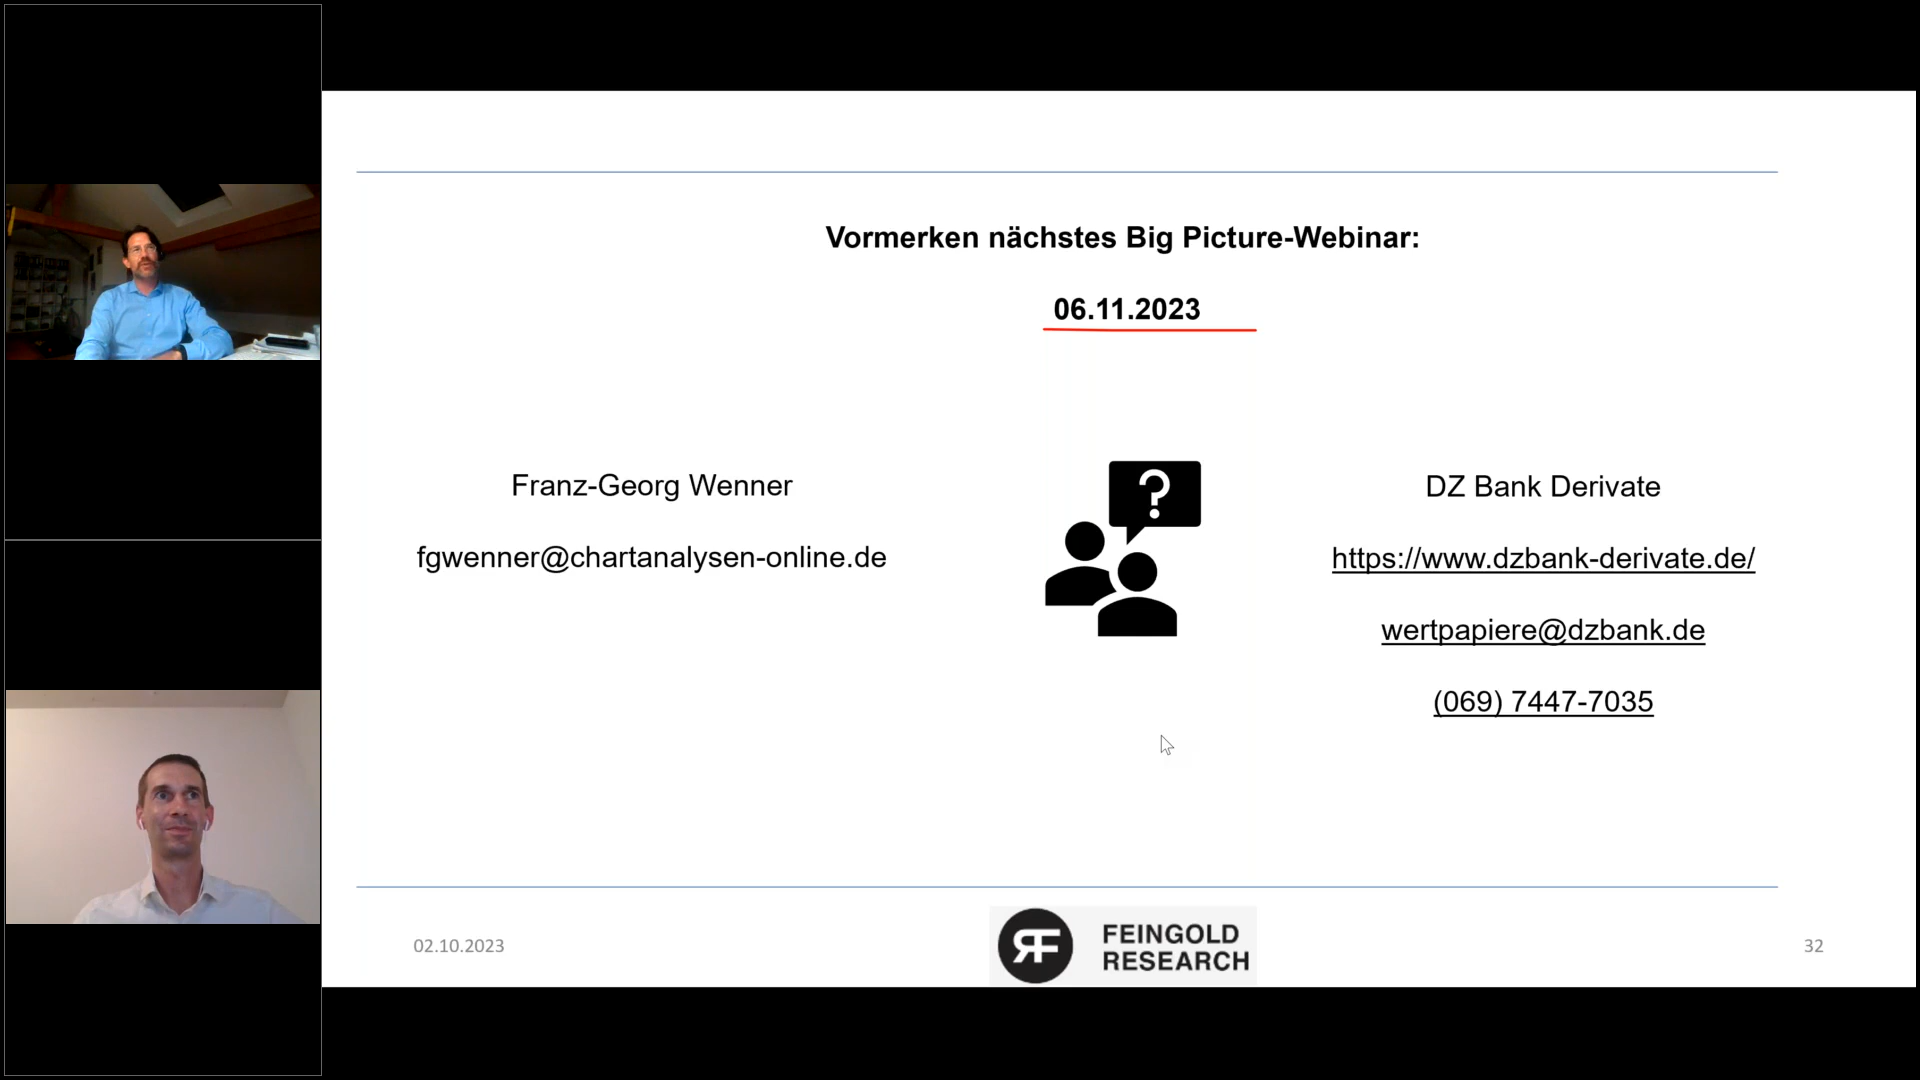 Vormerken nächstes Big Picture-Webinar:
06.11.2023
Franz-Georg Wenner
fgwenner@chartanalysen-online.de
?
DZ Bank Derivate
https://www.dzbank-derivate.de/
wertpapiere@dzbank.de
(069) 7447-7035
02.10.2023
RF
FEINGOLD
RESEARCH
32